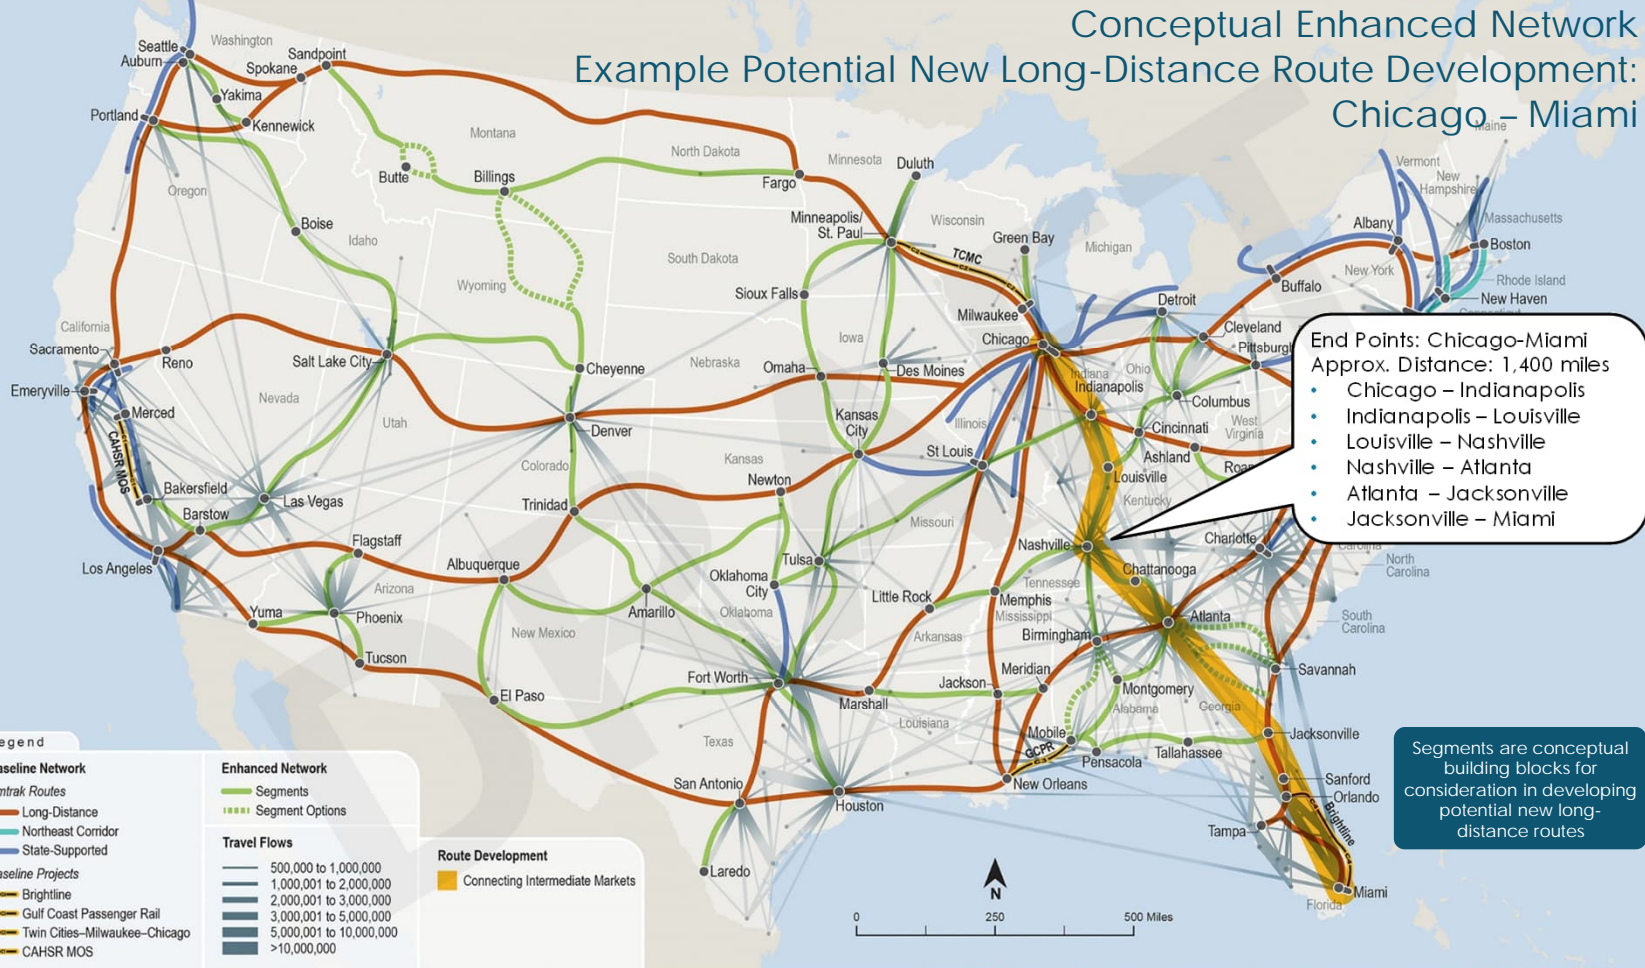 Conceptual Enhanced Network
Example Potential New Long-Distance Route Development:
Chicago – Miami
Seattle
Auburn
Washington
Spokane
Sandpoint
Yakima
Portland
Kennewick
Oregon
Montana
Butte
Billings
North Dakota
Fargo
Minnesota
Duluth
Minneapolis/
St. Paul
Wisconsin
Green Bay
Michigan
TCMC
Maine
Vermont
New
Hampshire
Massachusetts
Albany
Boston
New York
Rhode Island
New Haven
Buffalo
Boise
Idaho
Wyoming
South Dakota
Sioux Falls
Milwaukee
Chicago
Detroit
Cleveland
California
Sacramento
Reno
Emeryville
Nevada
Merced
CAHSR MOS
Salt Lake City
Utah
Cheyenne
Nebraska
Iowa
Omaha
Des Moines
Indiana
Indianapolis
Ohio
Columbus
Cincinnati
West
Virginia
Ashland
Denver
Colorado
Kansas
Kansas
City
Illinois
St Louis
Louisville
Kentucky
Newton
Missouri
Trinidad
Bakersfield
Las Vegas
Barstow
Los Angeles
Flagstaff
Arizona
Albuquerque
Yuma
Phoenix
Tucson
New Mexico
El Paso
Amarillo
Oklahoma
City
Oklahoma
Tulsa
Little Rock
Arkansas
Nashville
Tennessee
Memphis
Mississippi
Chattanooga
Charlotte
Carolina
North
Carolina
South
Carolina
Atlanta
Birmingham
Meridian
Jackson
Montgomery
Alabama
Georgia
Savannah
Fort Worth
Marshall
Louisiana
Texas
Mobile
GCPR
Pensacola
Tallahassee
Jacksonville
New Orleans
San Antonio
Houston
Laredo
Sanford
Orlando
Tampa
Brightline
Miami
Florida
End Points: Chicago-Miami
Approx. Distance: 1,400 miles
• Chicago – Indianapolis
• Indianapolis – Louisville
• Louisville – Nashville
• Nashville – Atlanta
• Atlanta – Jacksonville
• Jacksonville – Miami
Segments are conceptual
building blocks for
consideration in developing
potential new long-
distance routes
Network
Routes
Long-Distance
Northeast Corridor
State-Supported
Projects
Brightline
Gulf Coast Passenger Rail
Twin Cities–Milwaukee–Chicago
CAHSR MOS
Enhanced Network
Segments
Segment Options
Travel Flows
500,000 to 1,000,000
1,000,001 to 2,000,000
2,000,001 to 3,000,000
3,000,001 to 5,000,000
5,000,001 to 10,000,000
>10,000,000
Route Development
Connecting Intermediate Markets
N
0 250 500 Miles